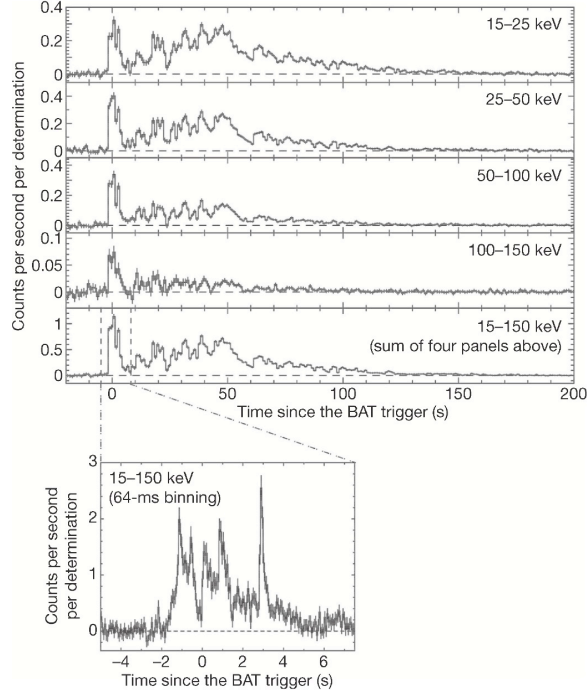 Counts per second per determination
0.4
0.2
0
15–25 keV
0.4
0.2
0
25–50 keV
0.4
0.2
0
50–100 keV
0.1
0.05
0
100–150 keV
1
0.5
0
15–150 keV
(sum of four panels above)
0 50 100 150 200
Time since the BAT trigger (s)
Counts per second
per determination
3
2
1
0
15–150 keV
(64-ms binning)
−4 −2 0 2 4 6
Time since the BAT trigger (s)